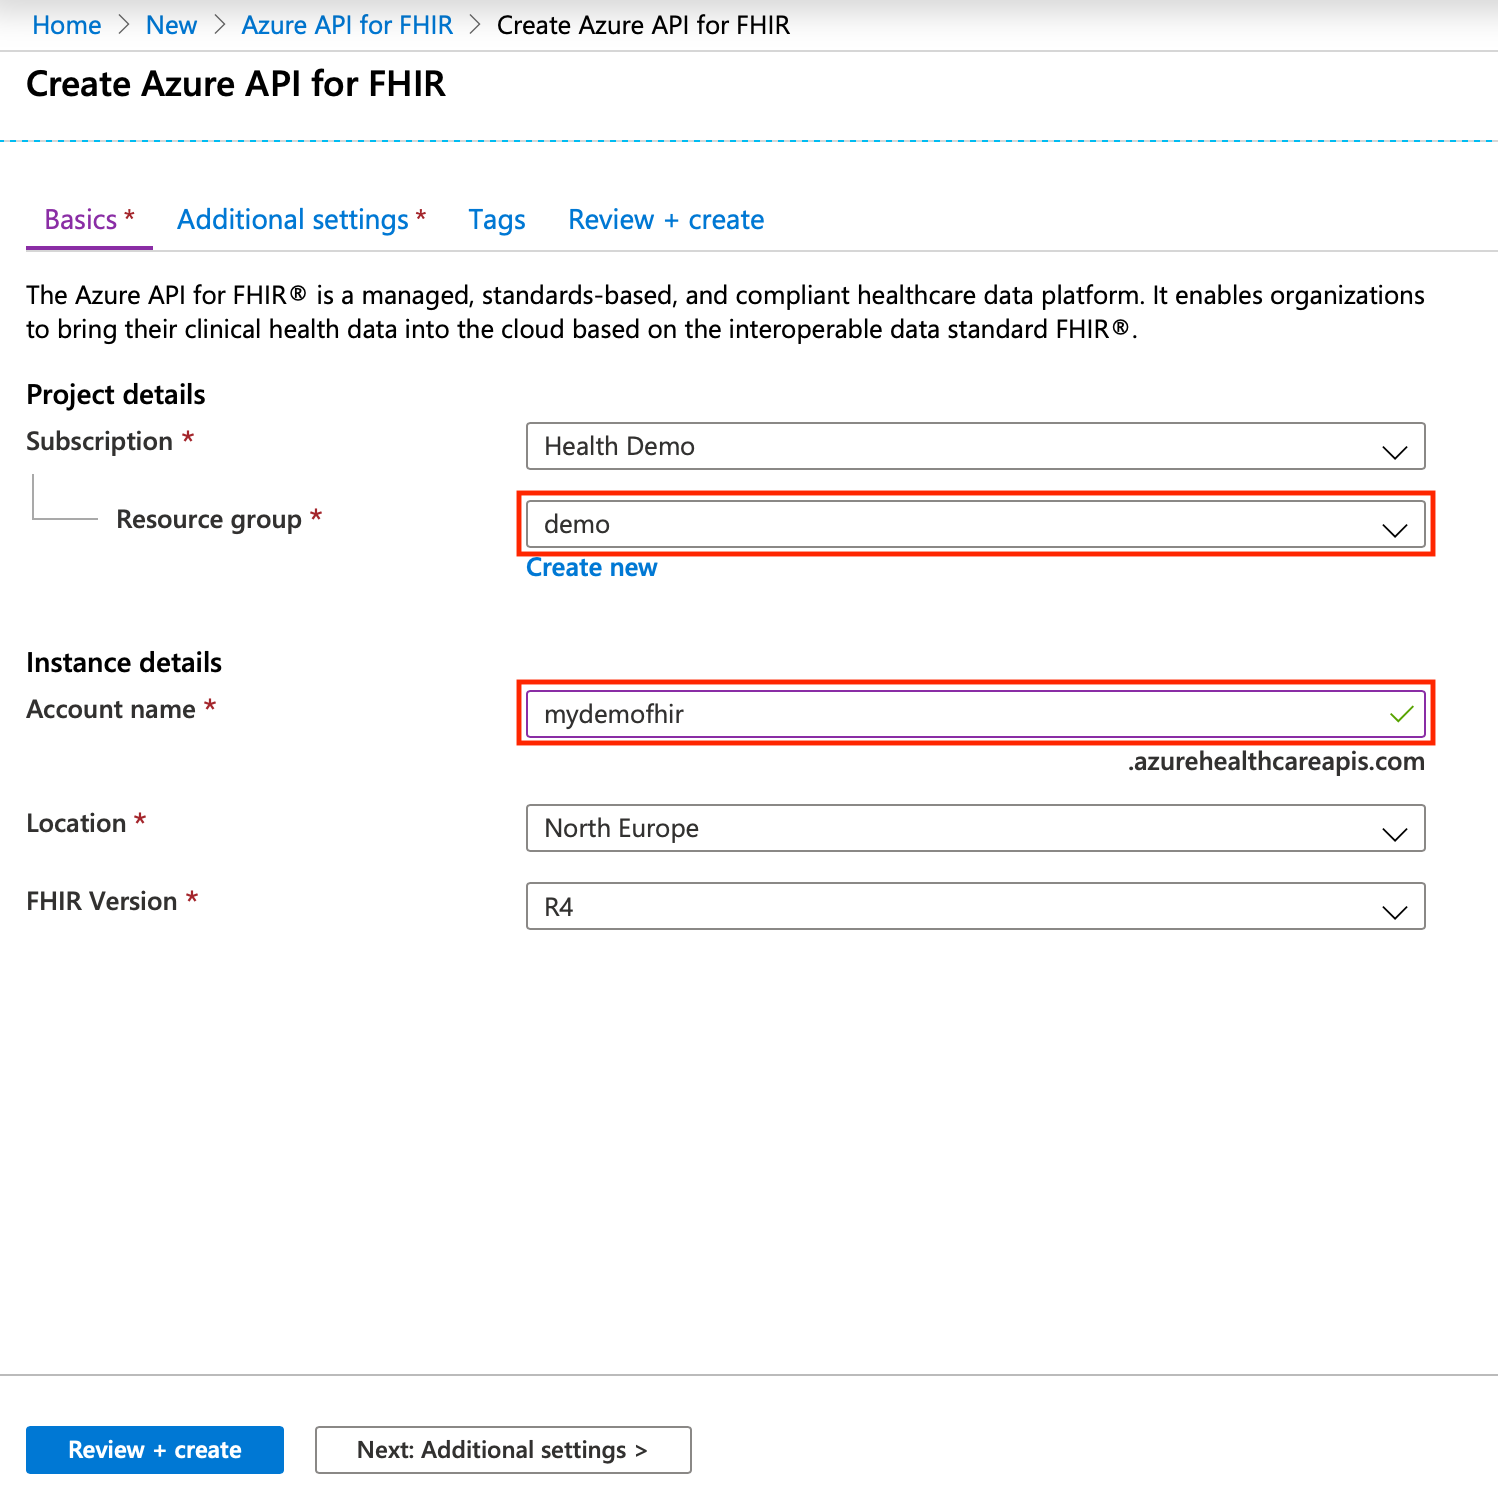 Home > New > Azure API for FHIR > Create Azure API for FHIR
Create Azure API for FHIR
Basics * Additional settings * Tags Review + create
The Azure API for FHIR® is a managed, standards-based, and compliant healthcare data platform. It enables organizations
to bring their clinical health data into the cloud based on the interoperable data standard FHIR®.
Project details
Subscription * Health Demo
Resource group * demo
Create new
Instance details
Account name * mydemofhir
.azurehealthcareapis.com
Location * North Europe
FHIR Version * R4
Review + create Next: Additional settings >